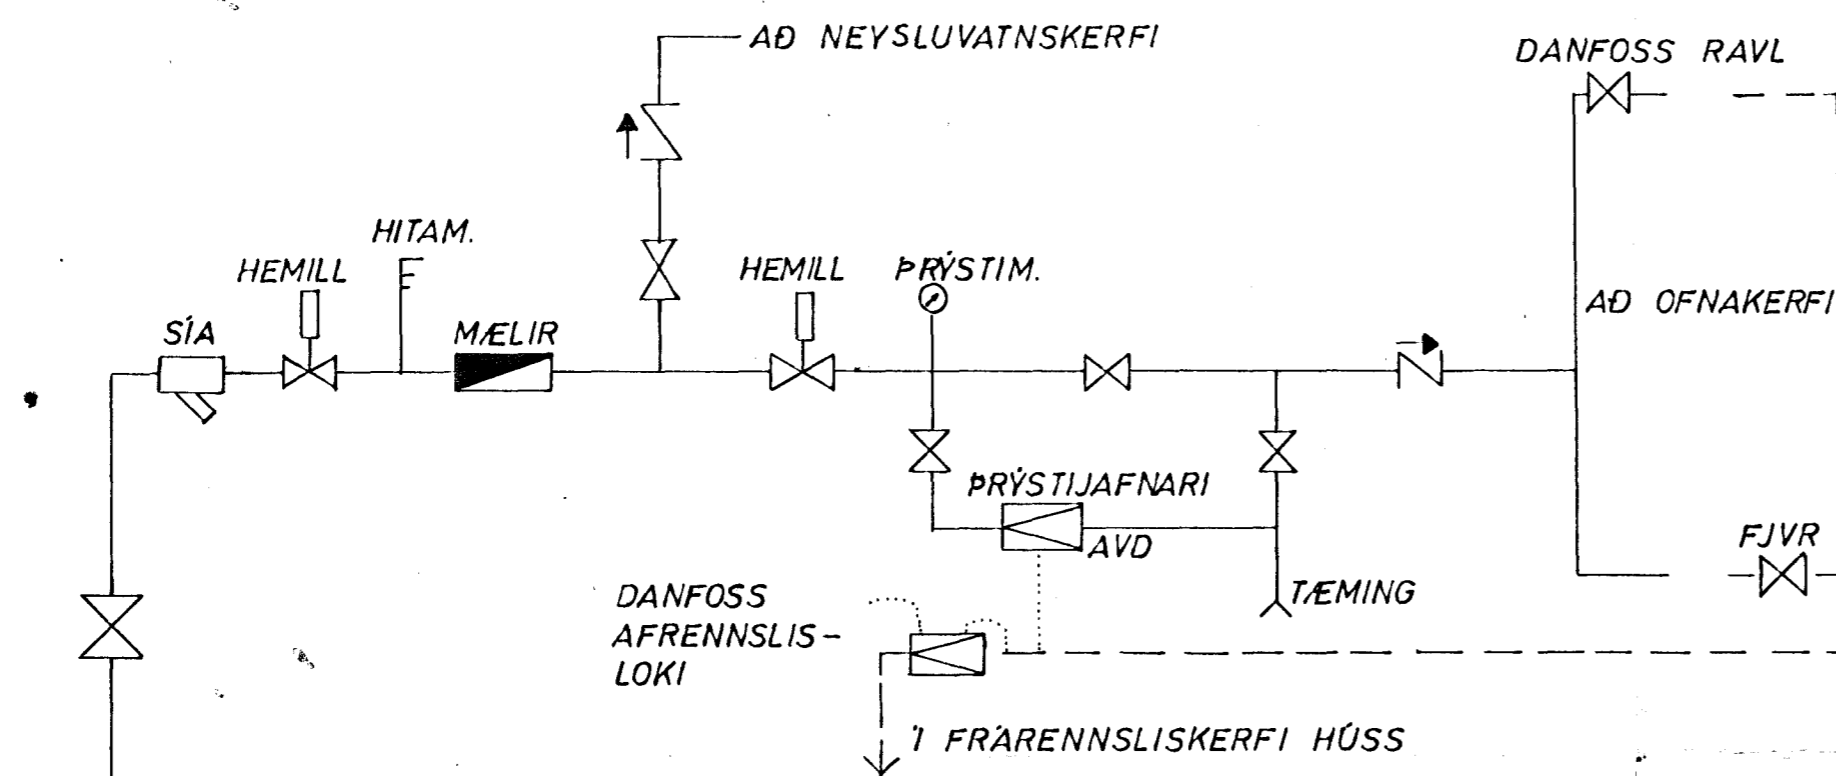 AÐ NEYSLUVATNSKERFI
DANFOSS RAVL
HITAM.
HEMILL
HEMILL
ÞRÝSTIM.
SÍA
MÆLIR
AÐ OFNAKERFI
ÞRÝSTIJAFNARI
AVD
FJVR
DANFOSS
AFRENNSLIS-
LOKI
TÆMING
Í FRÁRENNSLISKERFI HÚSS